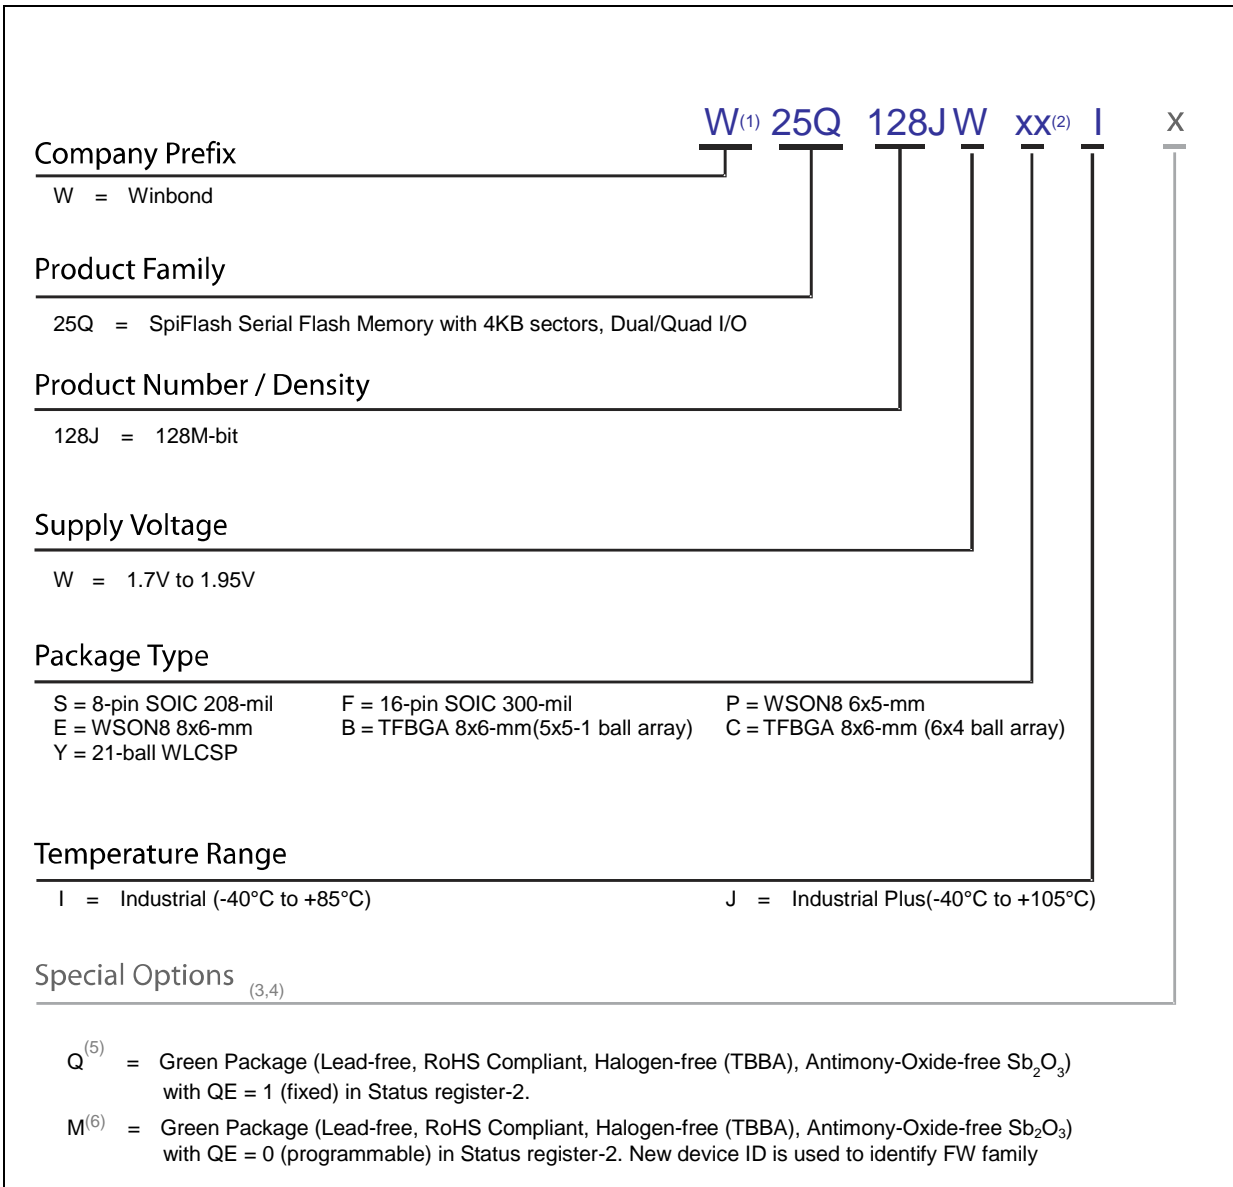 W(1) 25Q 128J W xx(2) I x
Company Prefix
W = Winbond
Product Family
25Q = SpiFlash Serial Flash Memory with 4KB sectors, Dual/Quad I/O
Product Number / Density
128J = 128M-bit
Supply Voltage
W = 1.7V to 1.95V
Package Type
S = 8-pin SOIC 208-mil F = 16-pin SOIC 300-mil P = WSON8 6x5-mm
E = WSON8 8x6-mm B = TFBGA 8x6-mm(5x5-1 ball array) C = TFBGA 8x6-mm (6x4 ball array)
Y = 21-ball WLCSP
Temperature Range
I = Industrial (-40°C to +85°C) J = Industrial Plus(-40°C to +105°C)
Special Options (3,4)
Q(5) = Green Package (Lead-free, RoHS Compliant, Halogen-free (TBBA), Antimony-Oxide-free Sb2O3)
with QE = 1 (fixed) in Status register-2.
M(6) = Green Package (Lead-free, RoHS Compliant, Halogen-free (TBBA), Antimony-Oxide-free Sb2O3)
with QE = 0 (programmable) in Status register-2. New device ID is used to identify FW family